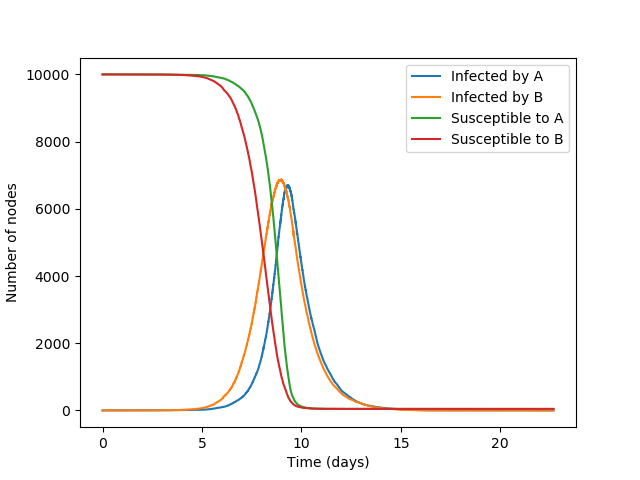 Infected by A
Infected by B
Susceptible to A
Susceptible to B
Number of nodes
10000
8000
6000
4000
2000
0
0 5 10 15 20
Time (days)